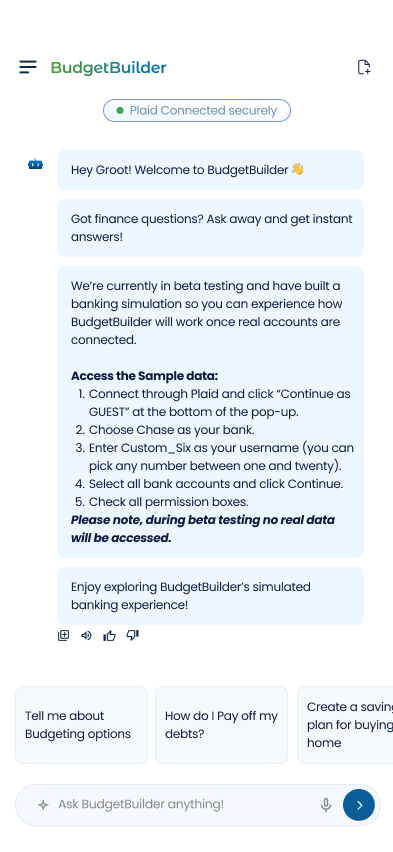 BudgetBuilder
Plaid Connected securely
Hey Groot! Welcome to BudgetBuilder 👋
Got finance questions? Ask away and get instant
answers!
We’re currently in beta testing and have built a
banking simulation so you can experience how
BudgetBuilder will work once real accounts are
connected.
Access the Sample data:
1. Connect through Plaid and click “Continue as
GUEST” at the bottom of the pop-up.
2. Choose Chase as your bank.
3. Enter Custom_Six as your username (you can
pick any number between one and twenty).
4. Select all bank accounts and click Continue.
5. Check all permission boxes.
Please note, during beta testing no real data
will be accessed.
Enjoy exploring BudgetBuilder’s simulated
banking experience!
Tell me about
Budgeting options
How do I Pay off my
debts?
Create a saving
plan for buying
home
Ask BudgetBuilder anything!